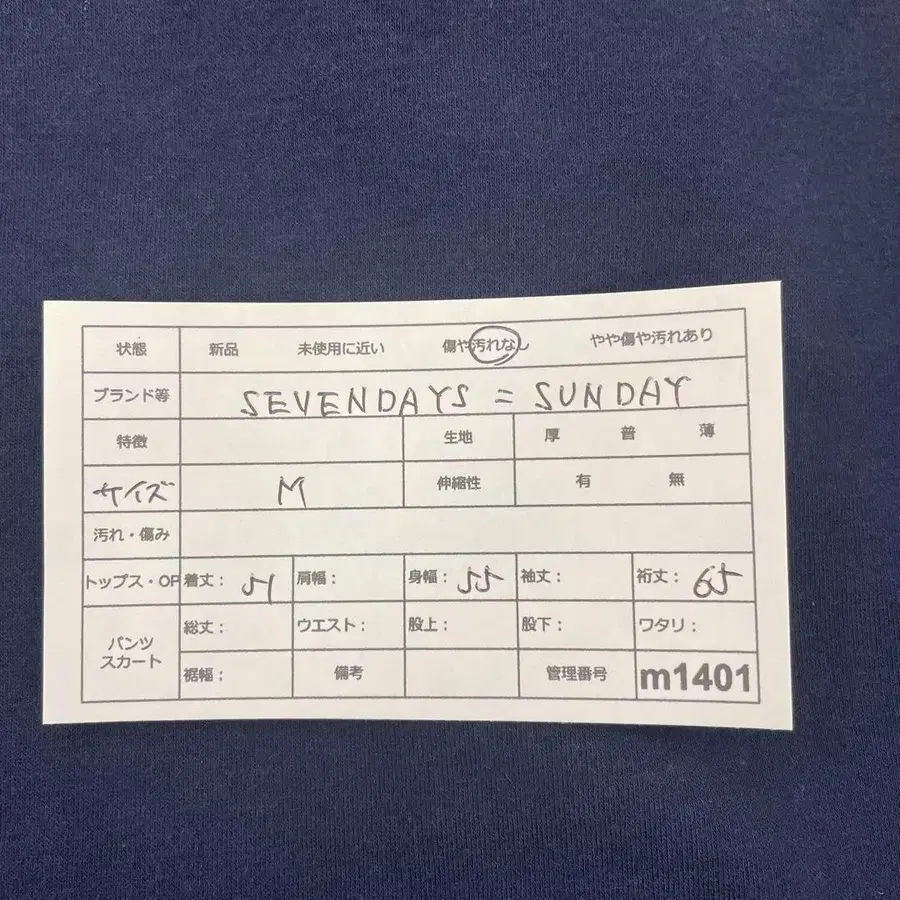 状態 新品 未使用に近い 傷や汚れなし やや傷や汚れあり
ブランド等 SEVENDAYS = SUNDAY
特徴 生地 厚 普 薄
サイズ M 伸縮性 有 無
汚れ・傷み
トップス・OP 着丈： 51 肩幅： 身幅： 55 袖丈： 裄丈： 65
パンツ スカート 総丈： ウエスト： 股上： 股下： ワタリ：
裾幅； 備考 管理番号 m1401